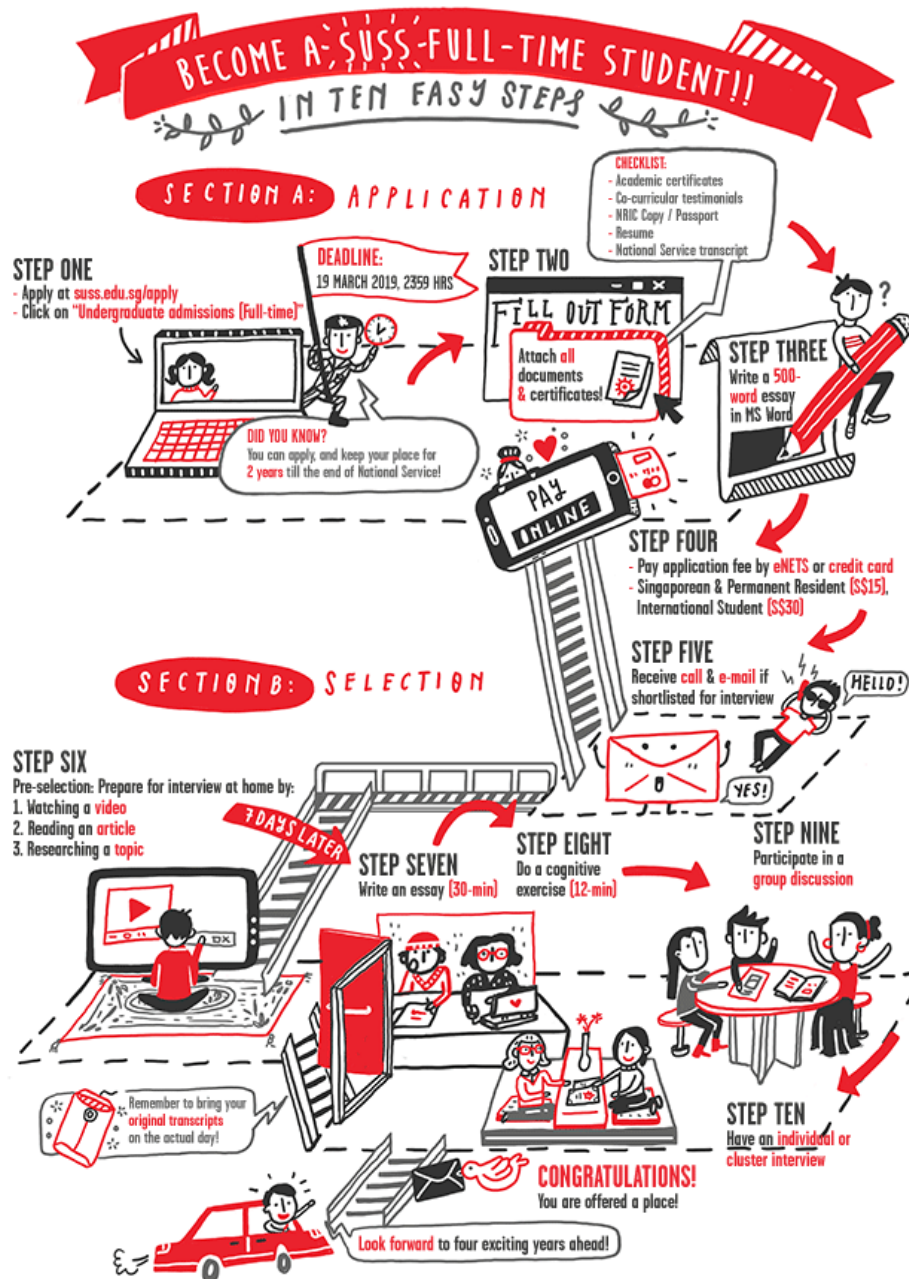 BECOME A SUSS FULL-TIME STUDENT!!
IN TEN EASY STEPS
SECTION A: APPLICATION
STEP ONE
- Apply at suss.edu.sg/apply
- Click on "Undergraduate admissions (Full-time)"
DEADLINE:
19 MARCH 2019, 2359 HRS
DID YOU KNOW?
You can apply, and keep your place for
2 years till the end of National Service!
STEP TWO
FILL OUT FORM
Attach all
documents
& certificates!
CHECKLIST:
- Academic certificates
- Co-curricular testimonials
- NRIC Copy / Passport
- Resume
- National Service transcript
?
STEP THREE
Write a 500-
word essay
in MS Word
PAY
ONLINE
STEP FOUR
- Pay application fee by eNETS or credit card
- Singaporean & Permanent Resident (S$15),
International Student (S$30)
STEP FIVE
Receive call & e-mail if
shortlisted for interview
HELLO!
YES!
SECTION B: SELECTION
STEP SIX
Pre-selection: Prepare for interview at home by:
1. Watching a video
2. Reading an article
3. Researching a topic
7 DAYS LATER
STEP SEVEN
Write an essay (30-min)
STEP EIGHT
Do a cognitive
exercise (12-min)
STEP NINE
Participate in a
group discussion
Remember to bring your
original transcripts
on the actual day!
STEP TEN
Have an individual or
cluster interview
CONGRATULATIONS!
You are offered a place!
Look forward to four exciting years ahead!